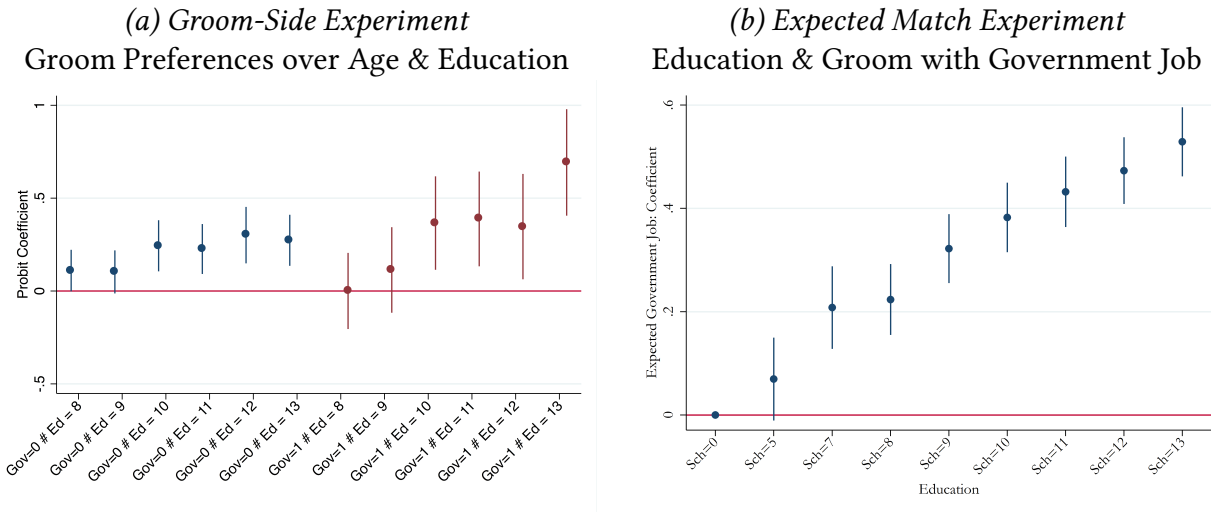 (a) Groom-Side Experiment
Groom Preferences over Age & Education
Probit Coefficient
1
.5
0
-.5
Gov=0 # Ed = 8
Gov=0 # Ed = 9
Gov=0 # Ed = 10
Gov=0 # Ed = 11
Gov=0 # Ed = 12
Gov=0 # Ed = 13
Gov=1 # Ed = 8
Gov=1 # Ed = 9
Gov=1 # Ed = 10
Gov=1 # Ed = 11
Gov=1 # Ed = 12
Gov=1 # Ed = 13
(b) Expected Match Experiment
Education & Groom with Government Job
Expected Government Job: Coefficient
.6
.4
.2
0
Sch=0
Sch=5
Sch=7
Sch=8
Sch=9
Sch=10
Sch=11
Sch=12
Sch=13
Education